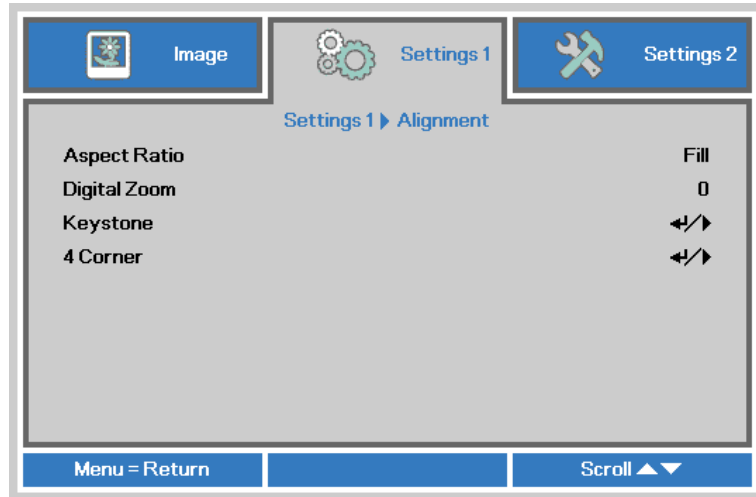 Image
Settings 1
Settings 2
Settings 1 ▶ Alignment
Aspect Ratio Fill
Digital Zoom 0
Keystone ↵/▶
4 Corner ↵/▶
Menu = Return
Scroll ▲▼